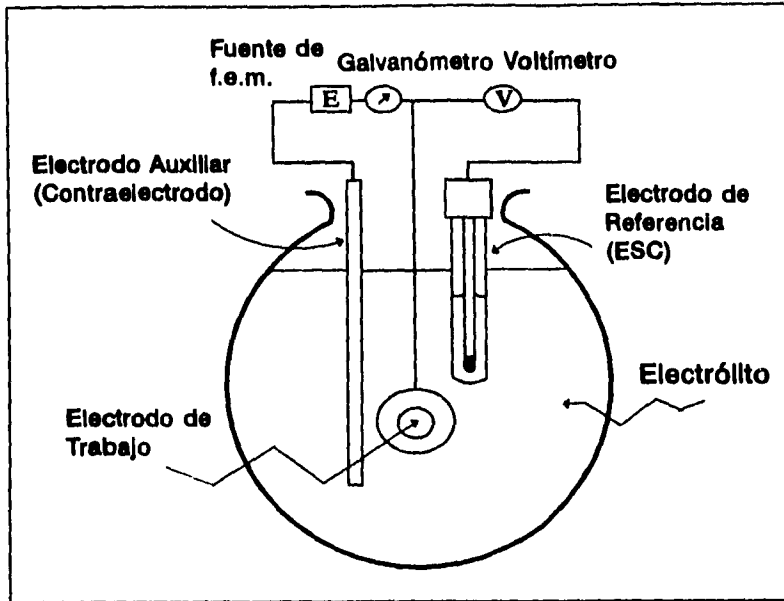 Fuente de
f.e.m.
Galvanómetro Voltímetro
E
V
Electrodo Auxiliar
(Contraelectrodo)
Electrodo de
Referencia
(ESC)
Electrólito
Electrodo de
Trabajo